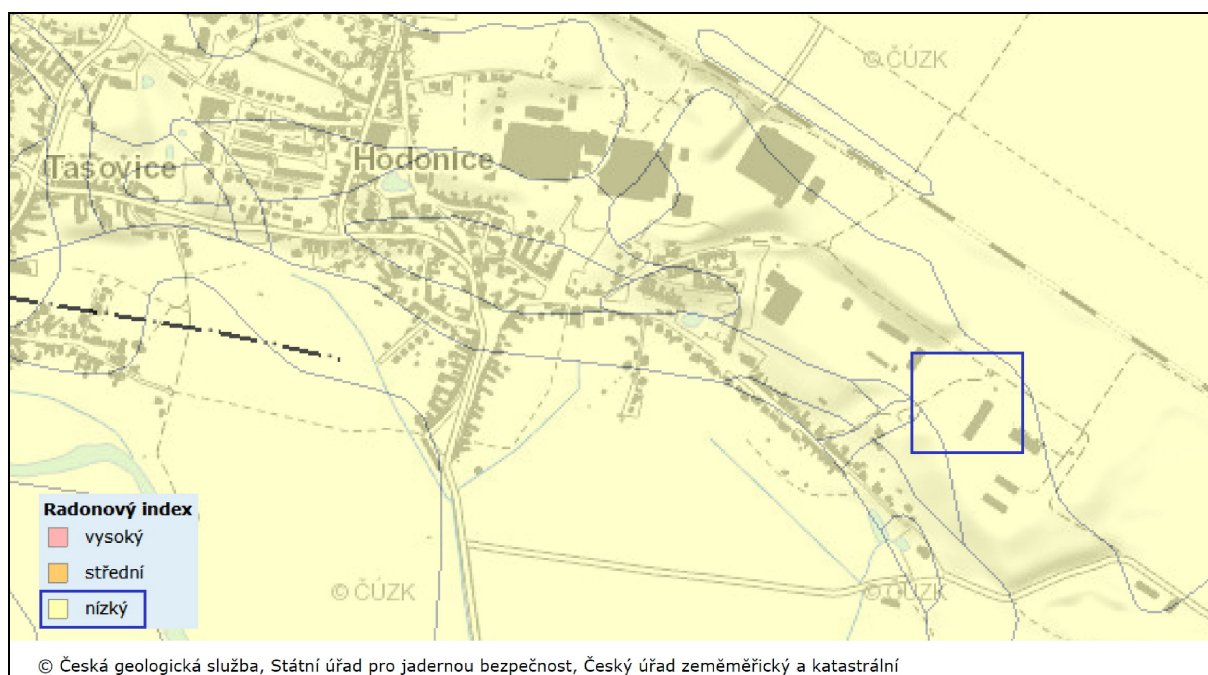 © ČÚZK
© ČÚZK
Tasovice
Hodonice
Radonový index
vysoký
střední
nízký
© ČÚZK
© ČÚZK
© Česká geologická služba, Státní úřad pro jadernou bezpečnost, Český úřad zeměměřický a katastrální